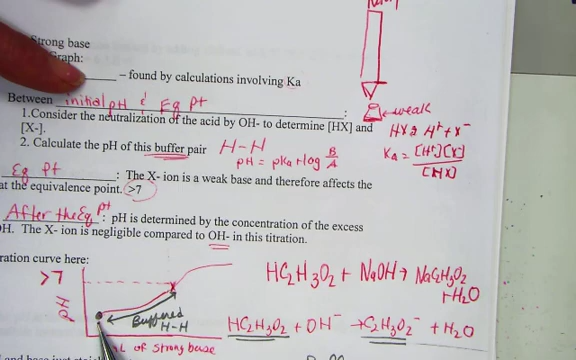 Strong base
Graph:
– found by calculations involving Ka
Between initial pH & Eq Pt :
1.Consider the neutralization of the acid by OH- to determine [HX] and
[X-].
2. Calculate the pH of this buffer pair H-H
pH = pKa + log B/A
weak
HX ⇌ H⁺ + X⁻
Ka = [H⁺][X⁻]/[HX]
Eq Pt : The X- ion is a weak base and therefore affects the
at the equivalence point. >7
After the Eq pt : pH is determined by the concentration of the excess
OH. The X- ion is negligible compared to OH- in this titration.
ration curve here:
>7
pH
Buffered
H-H
of strong base
HC₂H₃O₂ + NaOH → NaC₂H₃O₂
+ H₂O
HC₂H₃O₂ + OH⁻ → C₂H₃O₂⁻ + H₂O